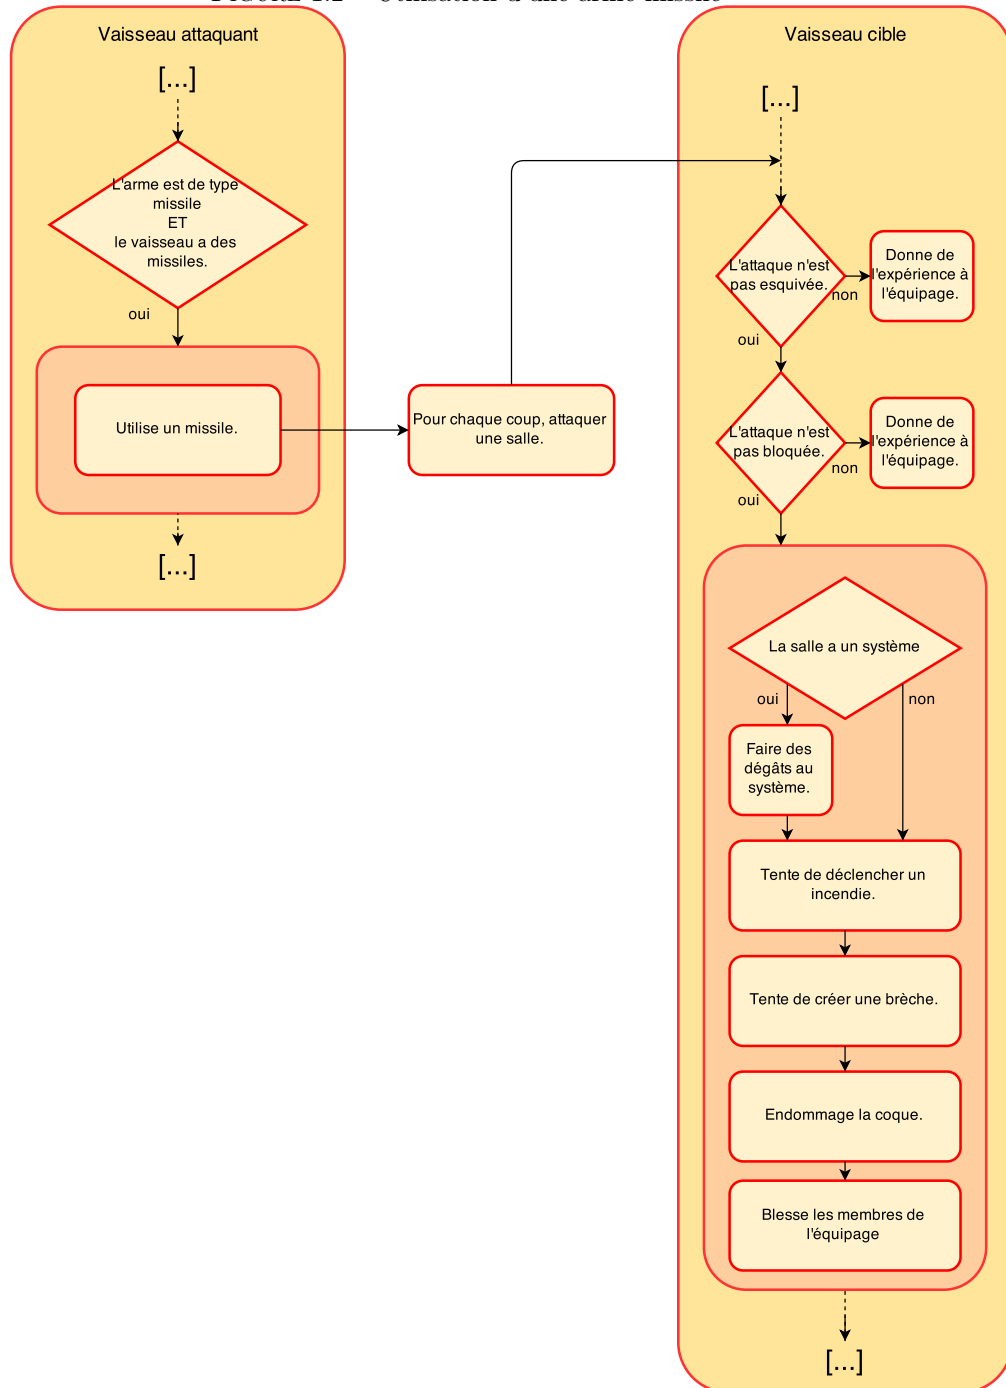 Vaisseau attaquant
[...]
L'arme est de type
missile
ET
le vaisseau a des
missiles.
oui
Utilise un missile.
[...]
Pour chaque coup, attaquer
une salle.
Vaisseau cible
[...]
L'attaque n'est
pas esquivée.
non
Donne de
l'expérience à
l'équipage.
oui
L'attaque n'est
pas bloquée.
non
Donne de
l'expérience à
l'équipage.
oui
La salle a un système
oui
non
Faire des
dégâts au
système.
Tente de déclencher un
incendie.
Tente de créer une brèche.
Endommage la coque.
Blesse les membres de
l'équipage
[...]